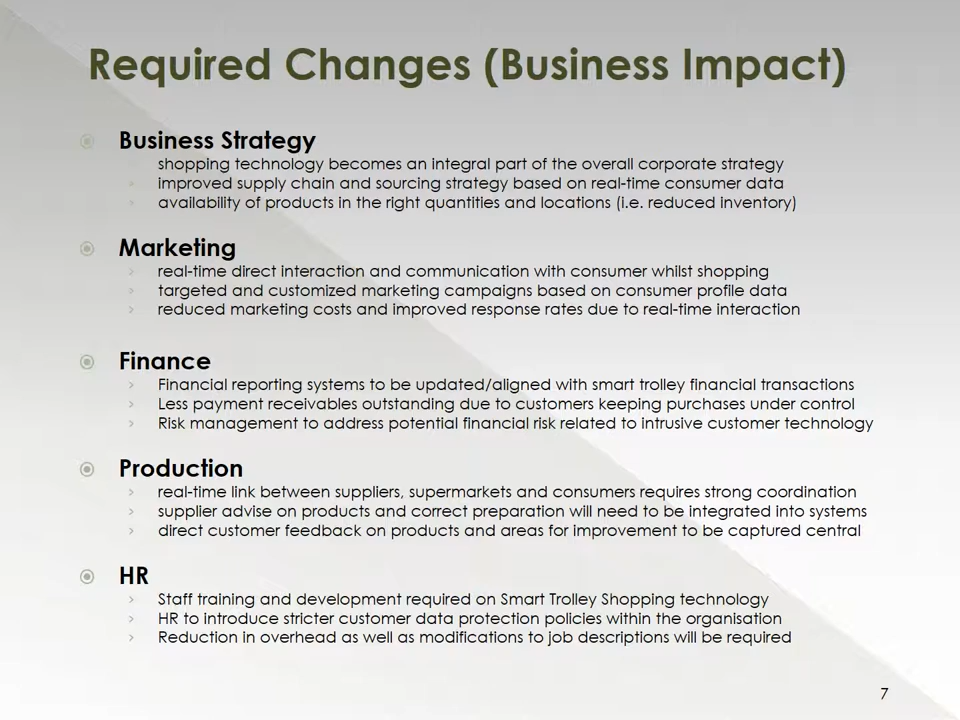 Required Changes (Business Impact)
Business Strategy
shopping technology becomes an integral part of the overall corporate strategy
improved supply chain and sourcing strategy based on real-time consumer data
availability of products in the right quantities and locations (i.e. reduced inventory)
Marketing
real-time direct interaction and communication with consumer whilst shopping
targeted and customized marketing campaigns based on consumer profile data
reduced marketing costs and improved response rates due to real-time interaction
Finance
Financial reporting systems to be updated/aligned with smart trolley financial transactions
Less payment receivables outstanding due to customers keeping purchases under control
Risk management to address potential financial risk related to intrusive customer technology
Production
real-time link between suppliers, supermarkets and consumers requires strong coordination
supplier advise on products and correct preparation will need to be integrated into systems
direct customer feedback on products and areas for improvement to be captured central
HR
Staff training and development required on Smart Trolley Shopping technology
HR to introduce stricter customer data protection policies within the organisation
Reduction in overhead as well as modifications to job descriptions will be required
7